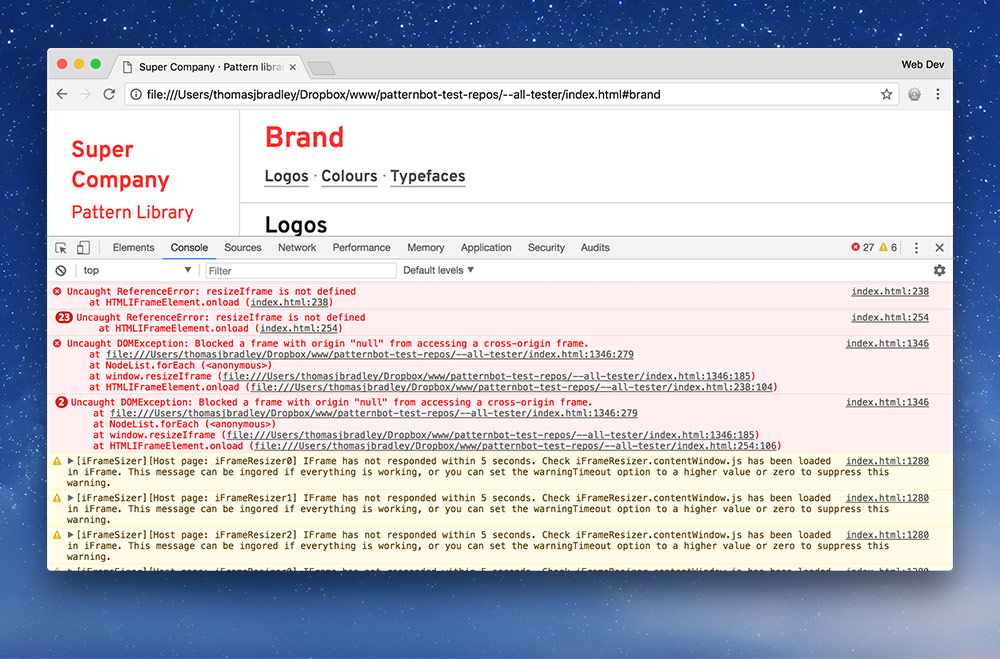 Super Company · Pattern librar
Web Dev
file:///Users/thomasjbradley/Dropbox/www/patternbot-test-repos/--all-tester/index.html#brand
Super
Company
Pattern Library
Brand
Logos · Colours · Typefaces
Logos
Elements Console Sources Network Performance Memory Application Security Audits 27 6
top Filter Default levels
Uncaught ReferenceError: resizeIframe is not defined index.html:238
at HTMLIFrameElement.onload (index.html:238)
23 Uncaught ReferenceError: resizeIframe is not defined index.html:254
at HTMLIFrameElement.onload (index.html:254)
Uncaught DOMException: Blocked a frame with origin "null" from accessing a cross-origin frame. index.html:1346
at file:///Users/thomasjbradley/Dropbox/www/patternbot-test-repos/--all-tester/index.html:1346:279
at NodeList.forEach (<anonymous>)
at window.resizeIframe (file:///Users/thomasjbradley/Dropbox/www/patternbot-test-repos/--all-tester/index.html:1346:185)
at HTMLIFrameElement.onload (file:///Users/thomasjbradley/Dropbox/www/patternbot-test-repos/--all-tester/index.html:238:104)
2 Uncaught DOMException: Blocked a frame with origin "null" from accessing a cross-origin frame. index.html:1346
at file:///Users/thomasjbradley/Dropbox/www/patternbot-test-repos/--all-tester/index.html:1346:279
at NodeList.forEach (<anonymous>)
at window.resizeIframe (file:///Users/thomasjbradley/Dropbox/www/patternbot-test-repos/--all-tester/index.html:1346:185)
at HTMLIFrameElement.onload (file:///Users/thomasjbradley/Dropbox/www/patternbot-test-repos/--all-tester/index.html:254:106)
[iFrameSizer][Host page: iFrameResizer0] IFrame has not responded within 5 seconds. Check iFrameResizer.contentWindow.js has been loaded index.html:1280
in iFrame. This message can be ingored if everything is working, or you can set the warningTimeout option to a higher value or zero to suppress this
warning.
[iFrameSizer][Host page: iFrameResizer1] IFrame has not responded within 5 seconds. Check iFrameResizer.contentWindow.js has been loaded index.html:1280
in iFrame. This message can be ingored if everything is working, or you can set the warningTimeout option to a higher value or zero to suppress this
warning.
[iFrameSizer][Host page: iFrameResizer2] IFrame has not responded within 5 seconds. Check iFrameResizer.contentWindow.js has been loaded index.html:1280
in iFrame. This message can be ingored if everything is working, or you can set the warningTimeout option to a higher value or zero to suppress this
warning.